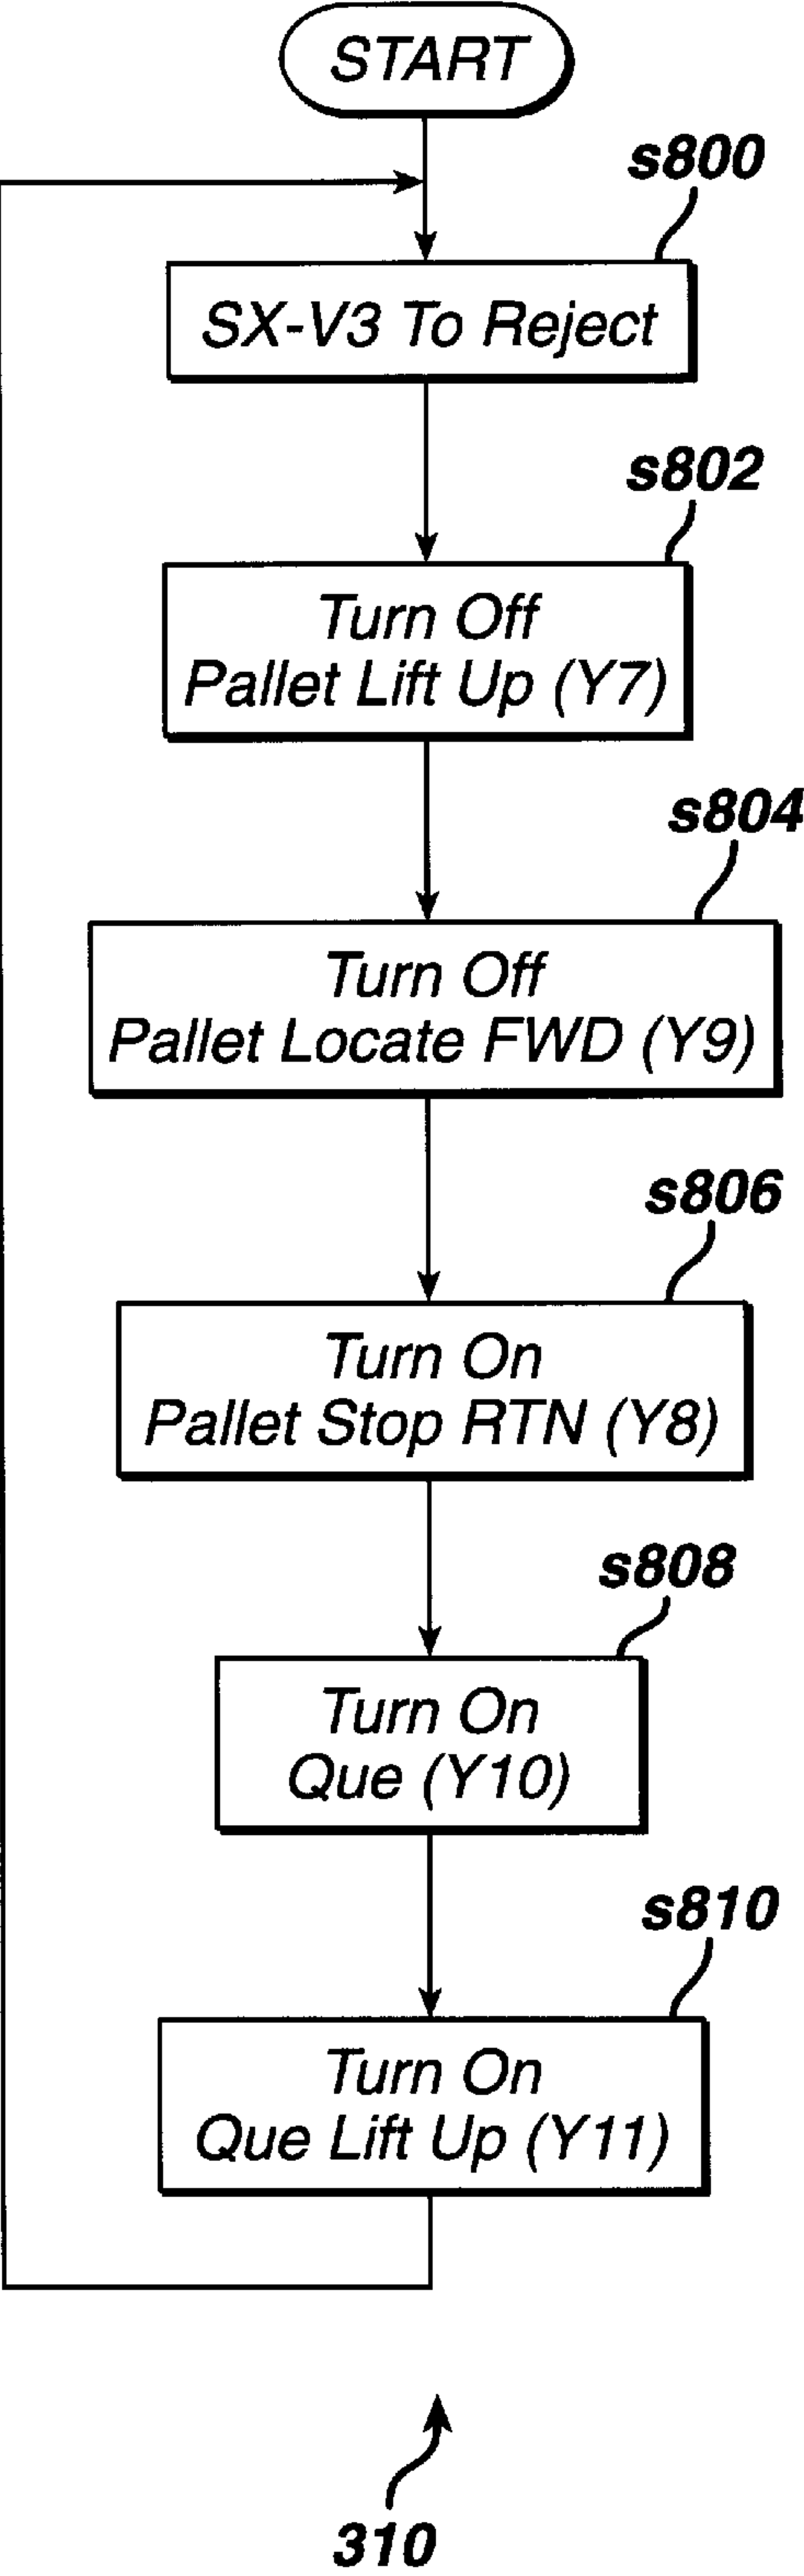 START
s800
SX-V3 To Reject
s802
Turn Off
Pallet Lift Up (Y7)
s804
Turn Off
Pallet Locate FWD (Y9)
s806
Turn On
Pallet Stop RTN (Y8)
s808
Turn On
Que (Y10)
s810
Turn On
Que Lift Up (Y11)
310